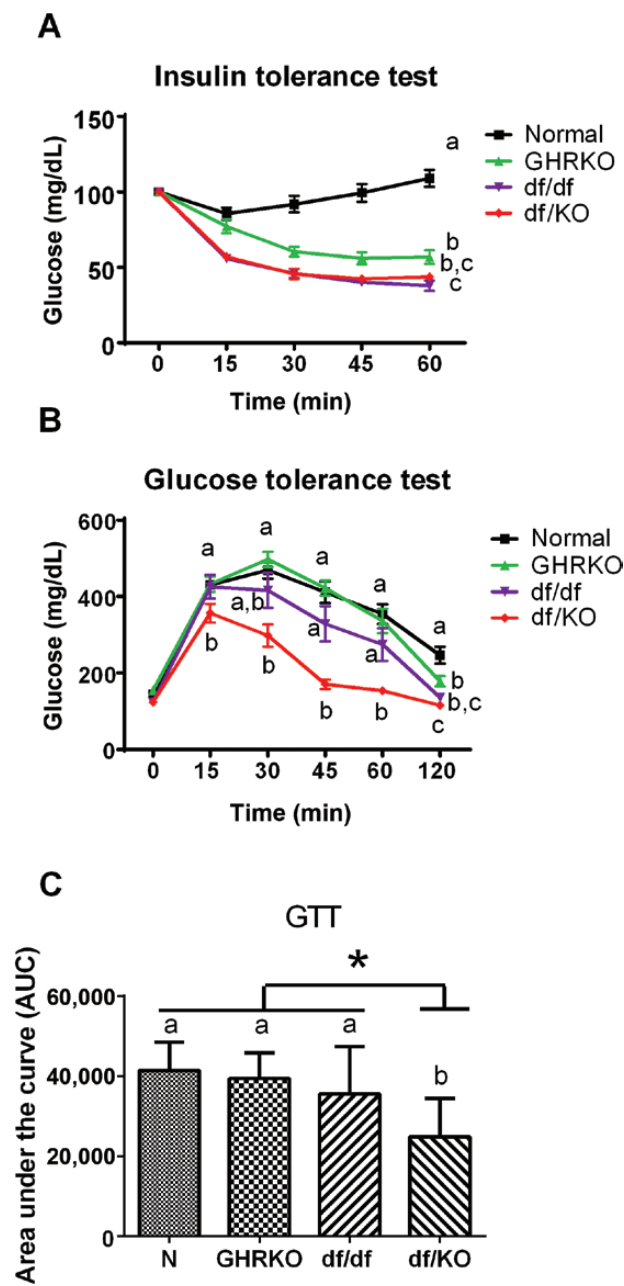 A
Insulin tolerance test
Glucose (mg/dL)
150
100
50
0
0 15 30 45 60
Time (min)
Normal
GHRKO
df/df
df/KO
a
b
b,c
c
B
Glucose tolerance test
Glucose (mg/dL)
600
400
200
0
0 15 30 45 60 120
Time (min)
Normal
GHRKO
df/df
df/KO
a a a a a
a,b a a b
b b b b b,c
c
C
GTT
*
Area under the curve (AUC)
60,000
40,000
20,000
0
a a a b
N GHRKO df/df df/KO